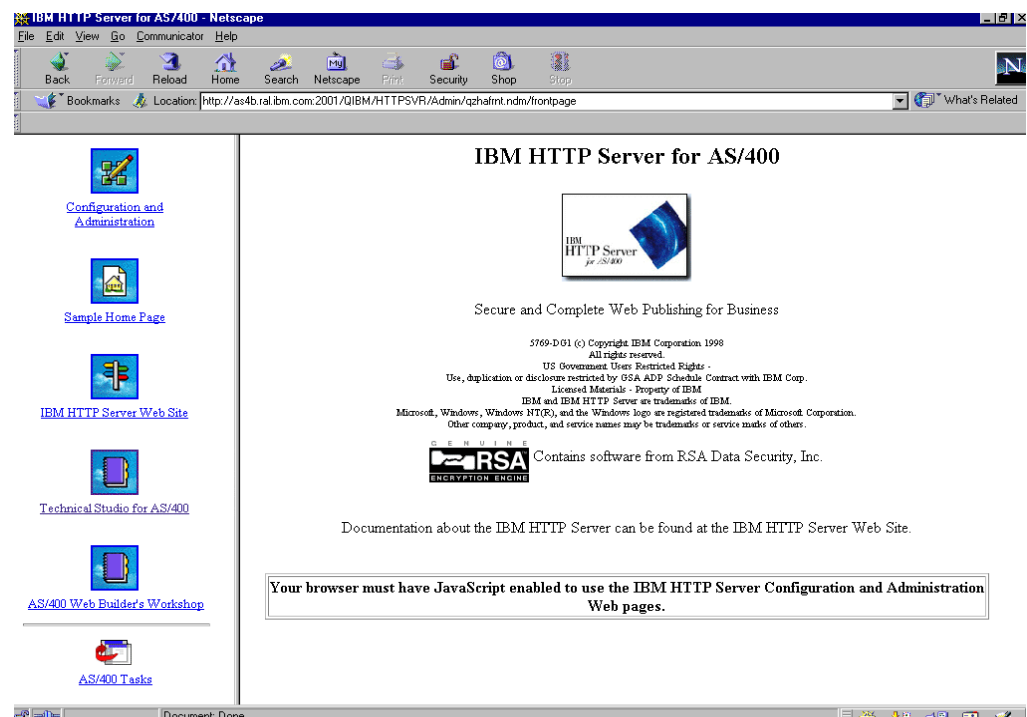 IBM HTTP Server for AS/400 - Netscape
File Edit View Go Communicator Help
Back Forward Reload Home Search Netscape Print Security Shop Stop
My
N
Bookmarks Location: http://as4b.ral.ibm.com:2001/QIBM/HTTPSVR/Admin/qzhafrnt.ndm/frontpage What's Related
Configuration and
Administration
Sample Home Page
IBM HTTP Server Web Site
Technical Studio for AS/400
AS/400 Web Builder's Workshop
AS/400 Tasks
IBM HTTP Server for AS/400
IBM
HTTP Server
for AS/400
Secure and Complete Web Publishing for Business
5769-DG1 (c) Copyright IBM Corporation 1998
All rights reserved.
US Government Users Restricted Rights -
Use, duplication or disclosure restricted by GSA ADP Schedule Contract with IBM Corp.
Licensed Materials - Property of IBM
IBM and IBM HTTP Server are trademarks of IBM.
Microsoft, Windows, Windows NT(R), and the Windows logo are registered trademarks of Microsoft Corporation.
Other company, product, and service names may be trademarks or service marks of others.
GENUINE
RSA
ENCRYPTION ENGINE
Contains software from RSA Data Security, Inc.
Documentation about the IBM HTTP Server can be found at the IBM HTTP Server Web Site.
Your browser must have JavaScript enabled to use the IBM HTTP Server Configuration and Administration
Web pages.
Document: Done